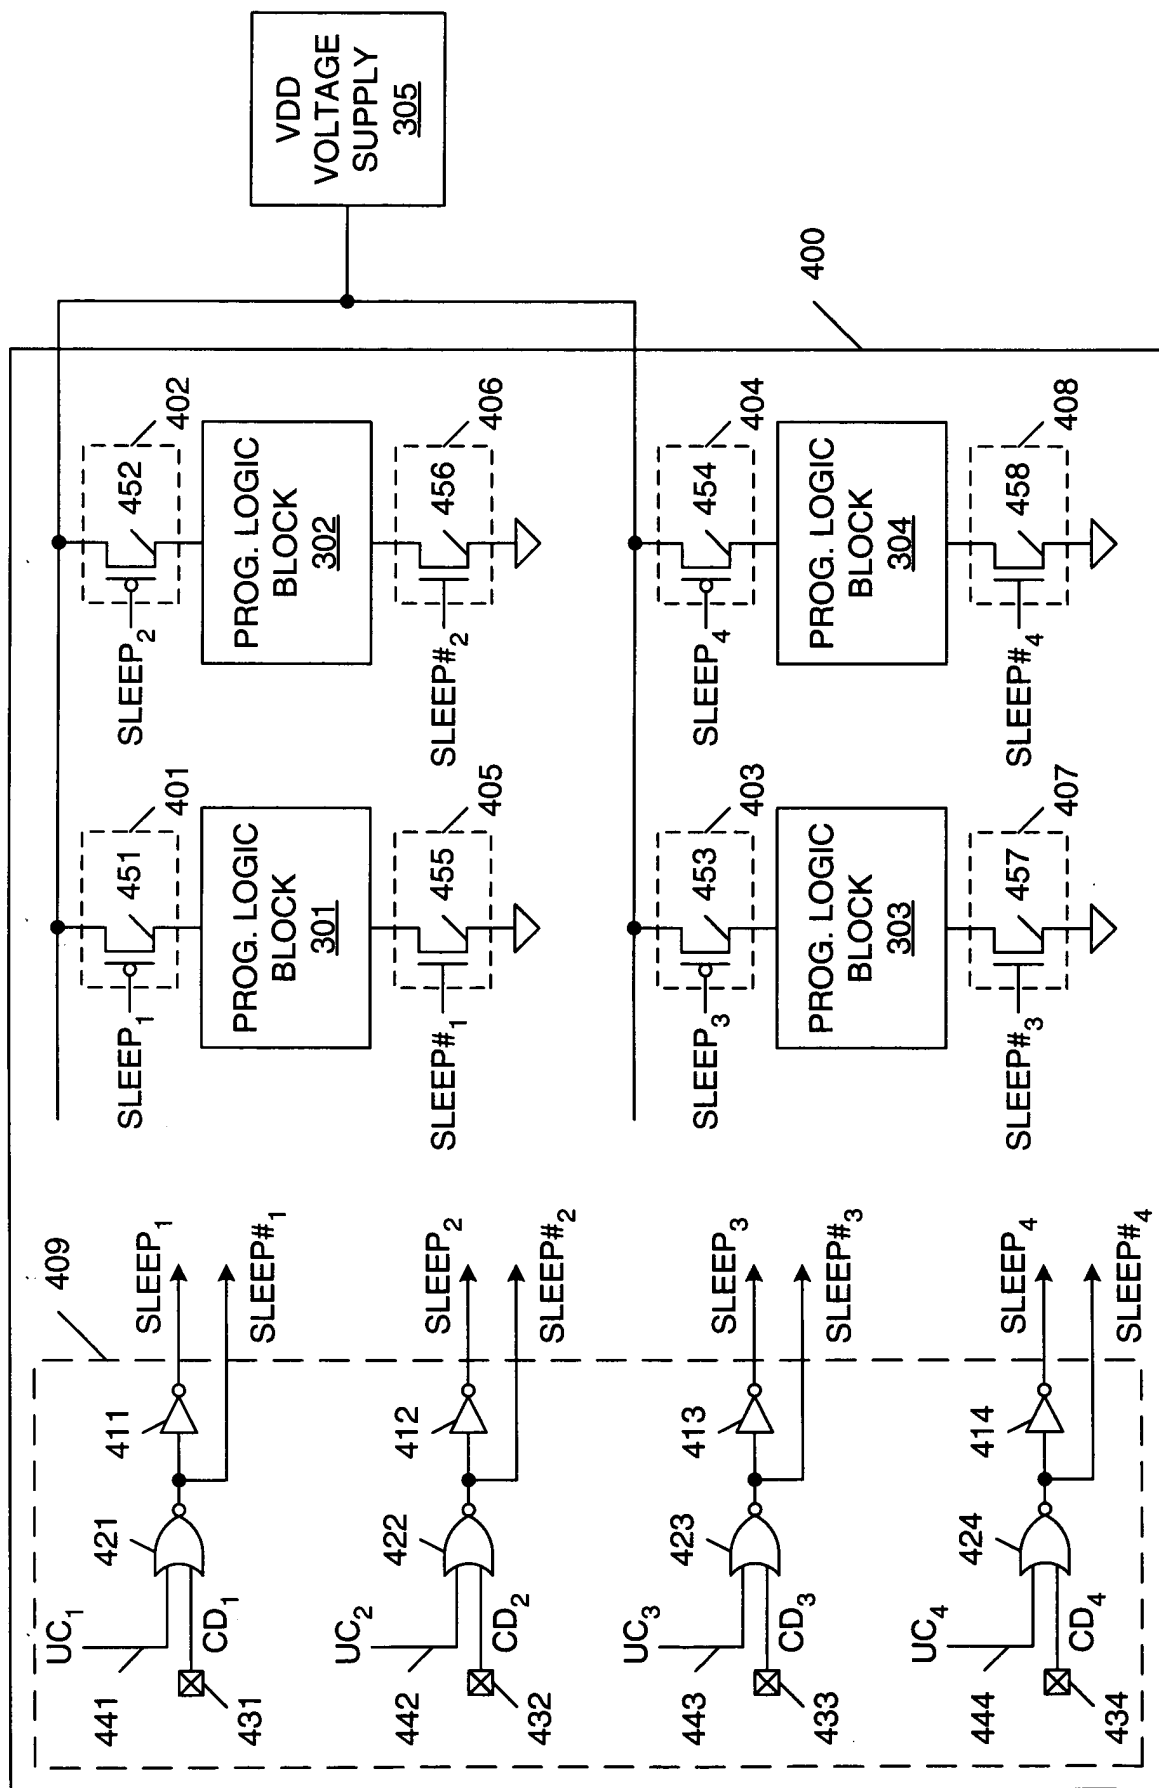 VDD
VOLTAGE
SUPPLY
305
400
409
UC1
441
CD1
431
421
411
SLEEP1
SLEEP#1
UC2
442
CD2
432
422
412
SLEEP2
SLEEP#2
UC3
443
CD3
433
423
413
SLEEP3
SLEEP#3
UC4
444
CD4
434
424
414
SLEEP4
SLEEP#4
SLEEP1
451
401
PROG. LOGIC
BLOCK
301
SLEEP#1
455
405
SLEEP2
452
402
PROG. LOGIC
BLOCK
302
SLEEP#2
456
406
SLEEP3
453
403
PROG. LOGIC
BLOCK
303
SLEEP#3
457
407
SLEEP4
454
404
PROG. LOGIC
BLOCK
304
SLEEP#4
458
408